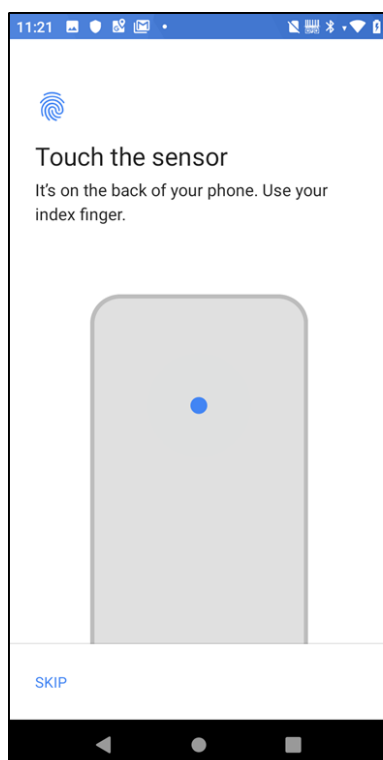 11:21
Touch the sensor
It's on the back of your phone. Use your
index finger.
SKIP